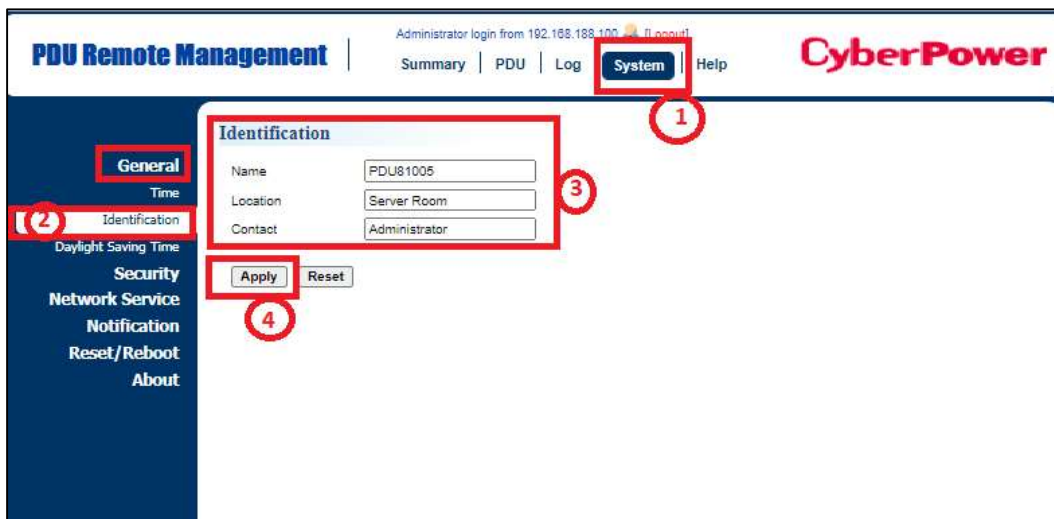 Administrator login from 192.168.188.100 [Logout]
PDU Remote Management
Summary | PDU | Log System Help
CyberPower
1
Identification
General
Name PDU81005
Time
3
Location Server Room
2 Identification
Contact Administrator
Daylight Saving Time
Security
Apply Reset
Network Service
4
Notification
Reset/Reboot
About